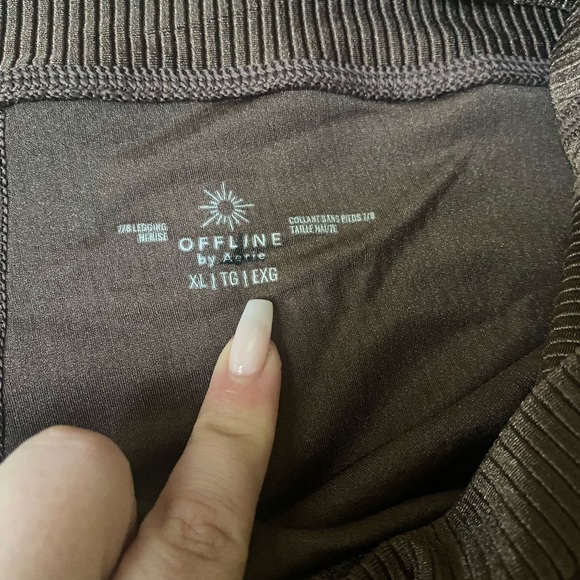 7/8 LEGGING
HI-RISE
OFFLINE
by Aerie
XL | TG | EXG
COLLANT SANS PIEDS 7/8
TAILLE HAUTE